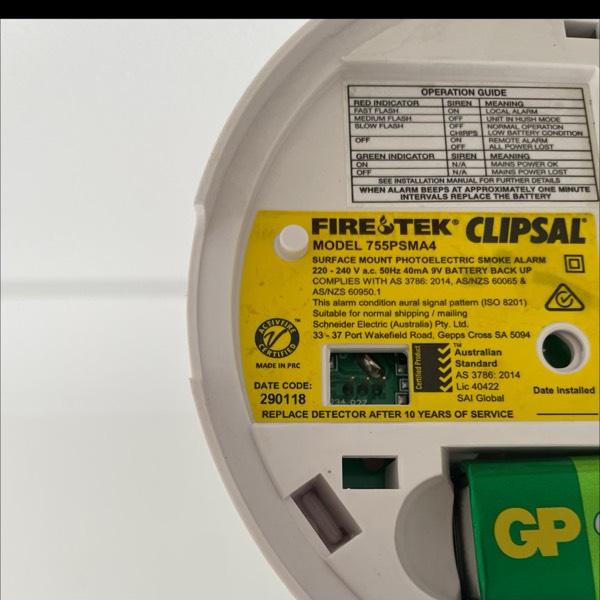 OPERATION GUIDE
RED INDICATOR SIREN MEANING
FAST FLASH ON LOCAL ALARM
MEDIUM FLASH OFF UNIT IN HUSH MODE
SLOW FLASH OFF NORMAL OPERATION
CHIRPS LOW BATTERY CONDITION
OFF ON REMOTE ALARM
OFF ALL POWER LOST
GREEN INDICATOR SIREN MEANING
ON N/A MAINS POWER OK
OFF N/A MAINS POWER LOST
SEE INSTALLATION MANUAL FOR FURTHER DETAILS
WHEN ALARM BEEPS AT APPROXIMATELY ONE MINUTE
INTERVALS REPLACE THE BATTERY
FIRETEK® CLIPSAL®
MODEL 755PSMA4
SURFACE MOUNT PHOTOELECTRIC SMOKE ALARM
220 - 240 V a.c. 50Hz 40mA 9V BATTERY BACK UP
COMPLIES WITH AS 3786: 2014, AS/NZS 60065 &
AS/NZS 60950.1
This alarm condition aural signal pattern (ISO 8201)
Suitable for normal shipping / mailing
Schneider Electric (Australia) Pty. Ltd.
33 - 37 Port Wakefield Road, Gepps Cross SA 5094
ACTIVFIRE
CERTIFIED
™
MADE IN PRC
Certified Product
™
Australian
Standard
AS 3786: 2014
Lic 40422
SAI Global
Date installed
DATE CODE:
290118
REPLACE DETECTOR AFTER 10 YEARS OF SERVICE
GP